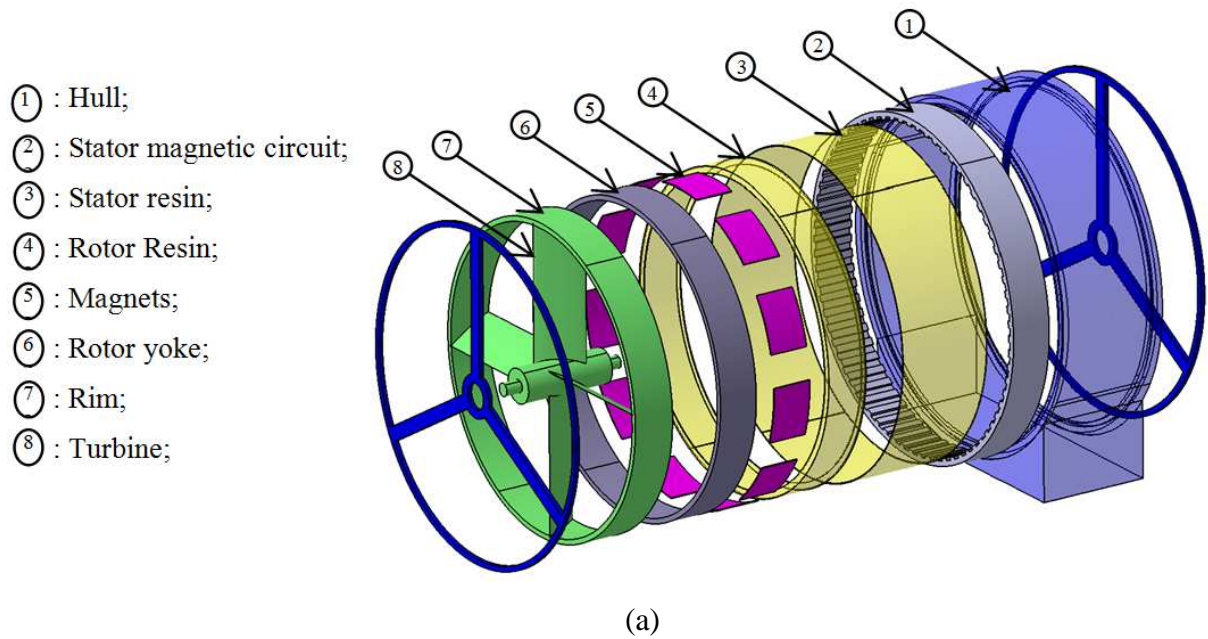 1 : Hull;
2 : Stator magnetic circuit;
3 : Stator resin;
4 : Rotor Resin;
5 : Magnets;
6 : Rotor yoke;
7 : Rim;
8 : Turbine;
1
2
3
4
5
6
7
8
(a)